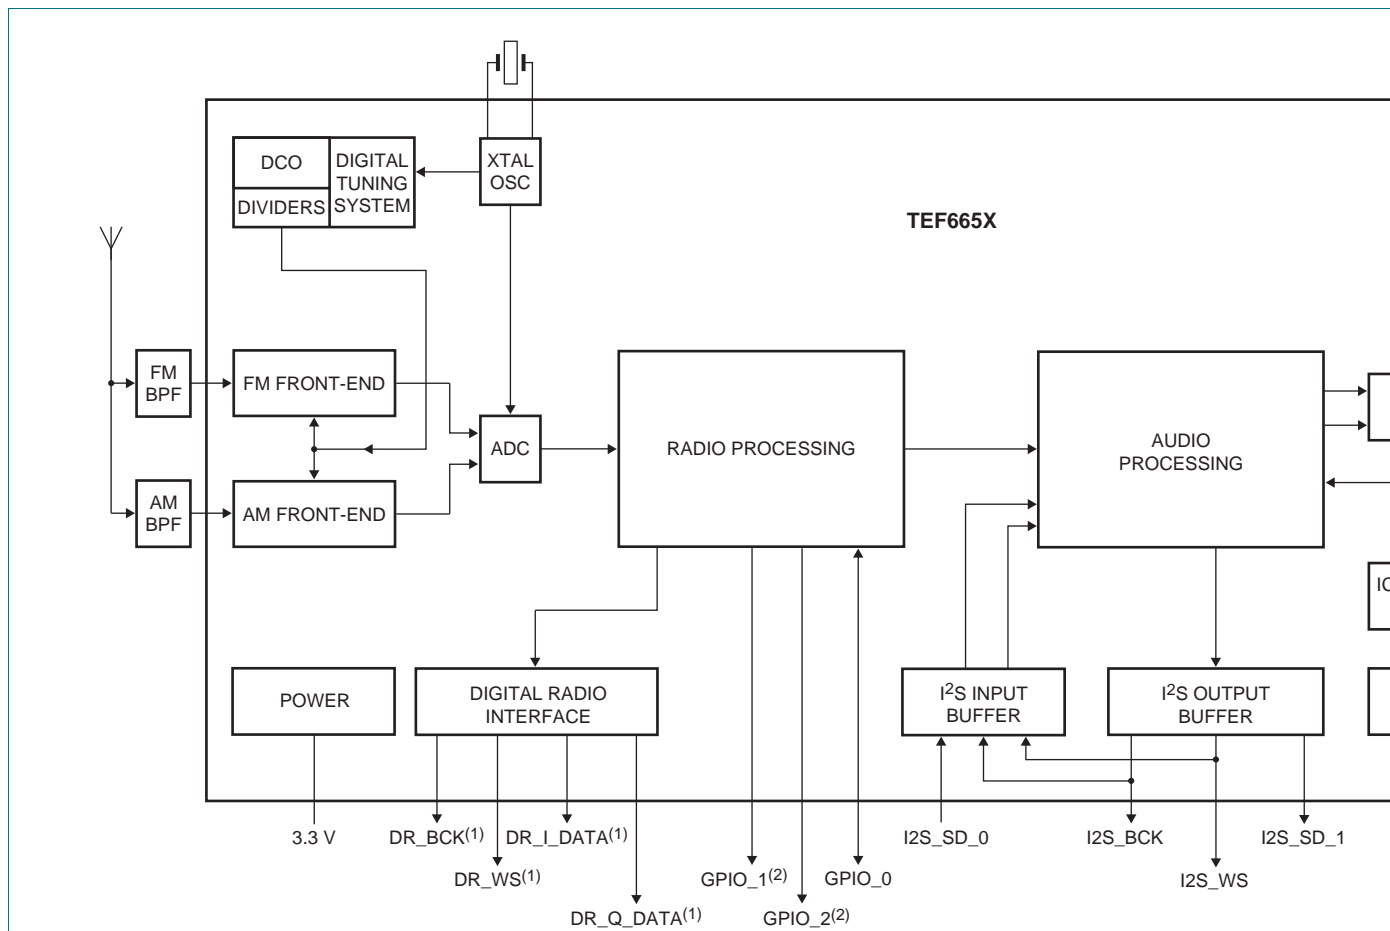 XTAL
OSC
DCO
DIGITAL
TUNING
SYSTEM
DIVIDERS
TEF665X
FM
BPF
FM FRONT-END
ADC
RADIO PROCESSING
AUDIO
PROCESSING
AM
BPF
AM FRONT-END
IC
POWER
DIGITAL RADIO
INTERFACE
I2S INPUT
BUFFER
I2S OUTPUT
BUFFER
3.3 V
DR_BCK(1)
DR_I_DATA(1)
I2S_SD_0
I2S_BCK
I2S_SD_1
DR_WS(1)
GPIO_1(2)
GPIO_0
I2S_WS
DR_Q_DATA(1)
GPIO_2(2)